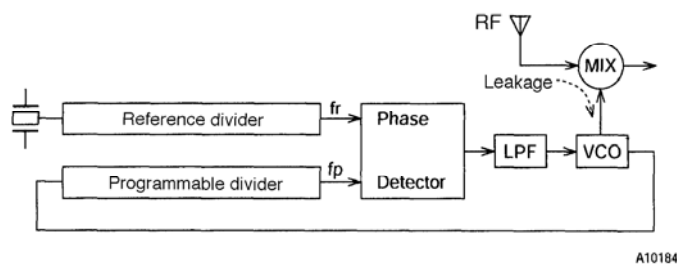 RF
MIX
Leakage
Reference divider
fr
Phase
Detector
LPF
VCO
Programmable divider
fp
A10184